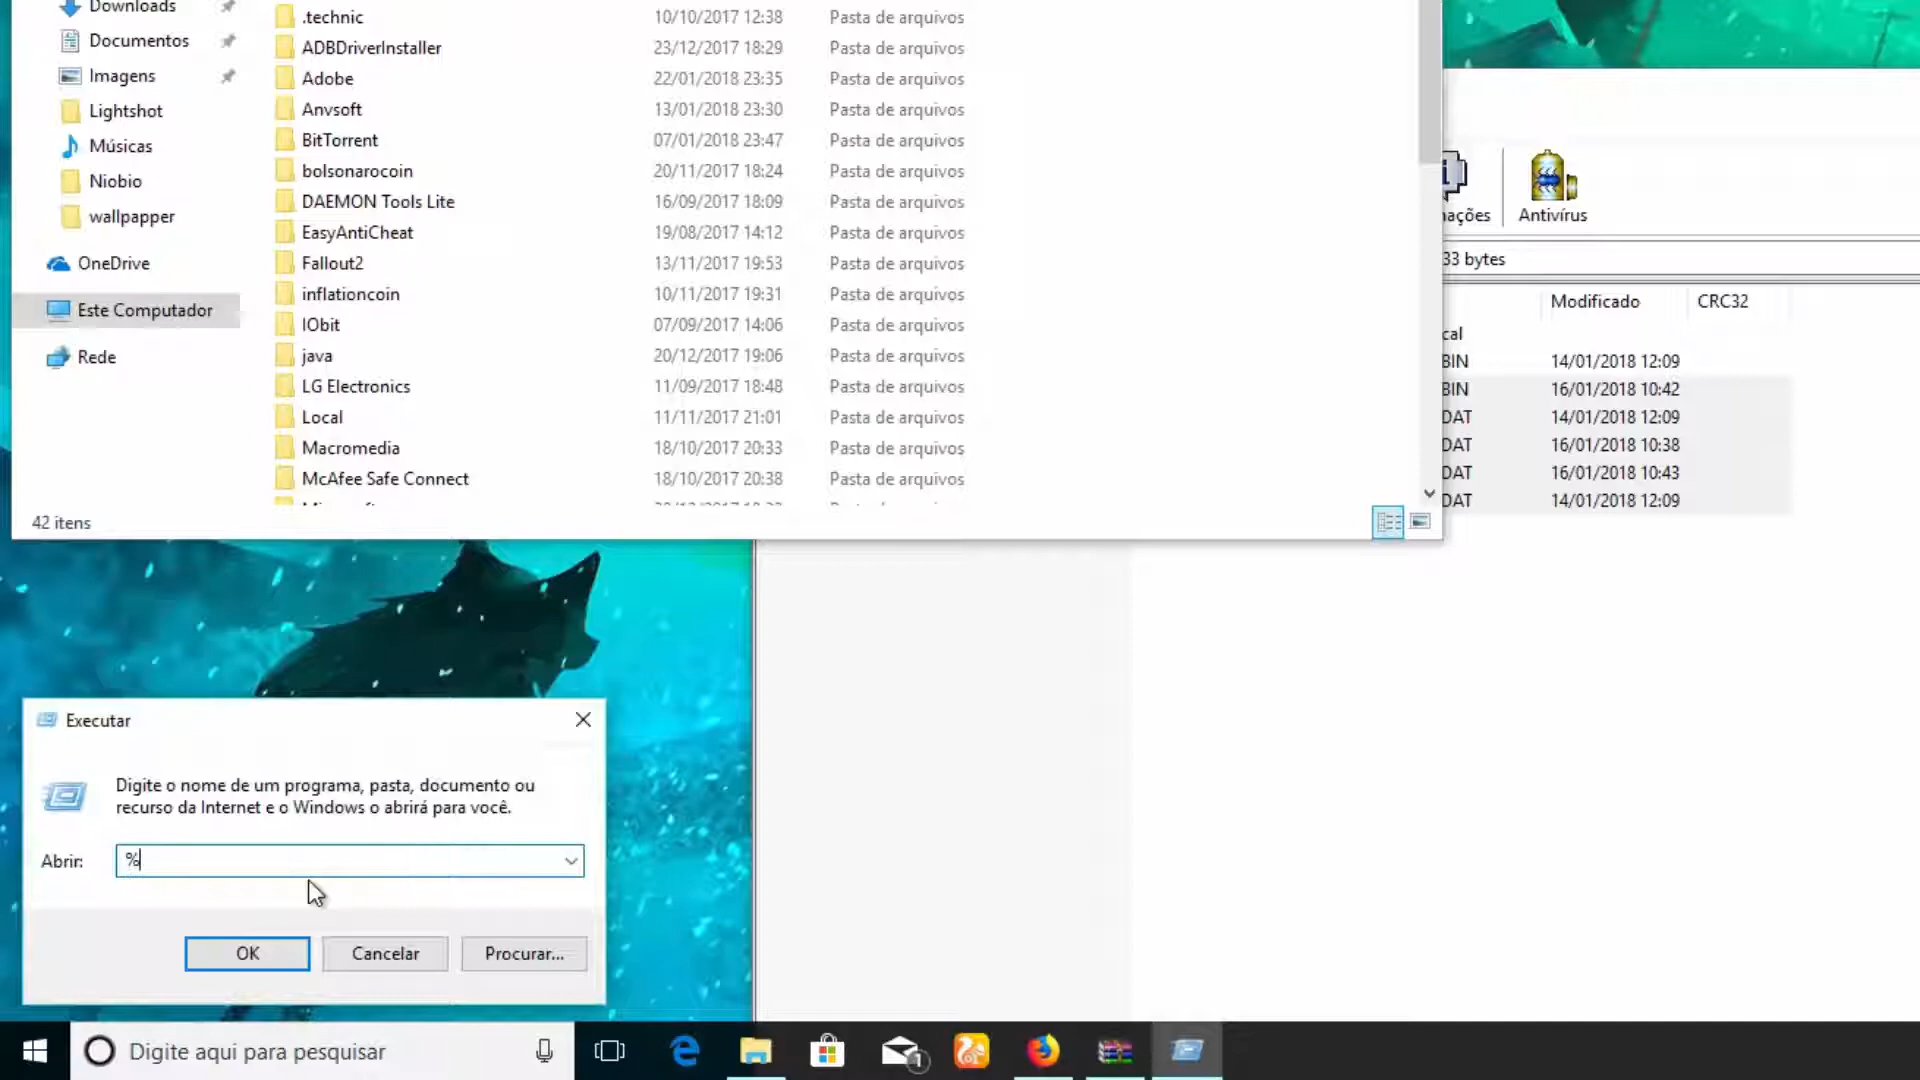 Downloads
Documentos
Imagens
Lightshot
Músicas
Niobio
wallpapper
OneDrive
Este Computador
Rede
.technic 10/10/2017 12:38 Pasta de arquivos
ADBDriverInstaller 23/12/2017 18:29 Pasta de arquivos
Adobe 22/01/2018 23:35 Pasta de arquivos
Anvsoft 13/01/2018 23:30 Pasta de arquivos
BitTorrent 07/01/2018 23:47 Pasta de arquivos
bolsonarocoin 20/11/2017 18:24 Pasta de arquivos
DAEMON Tools Lite 16/09/2017 18:09 Pasta de arquivos
EasyAntiCheat 19/08/2017 14:12 Pasta de arquivos
Fallout2 13/11/2017 19:53 Pasta de arquivos
inflationcoin 10/11/2017 19:31 Pasta de arquivos
IObit 07/09/2017 14:06 Pasta de arquivos
java 20/12/2017 19:06 Pasta de arquivos
LG Electronics 11/09/2017 18:48 Pasta de arquivos
Local 11/11/2017 21:01 Pasta de arquivos
Macromedia 18/10/2017 20:33 Pasta de arquivos
McAfee Safe Connect 18/10/2017 20:38 Pasta de arquivos
42 itens
mações Antivírus
33 bytes
Modificado CRC32
cal
BIN 14/01/2018 12:09
BIN 16/01/2018 10:42
DAT 14/01/2018 12:09
DAT 16/01/2018 10:38
DAT 16/01/2018 10:43
DAT 14/01/2018 12:09
Executar
Digite o nome de um programa, pasta, documento ou
recurso da Internet e o Windows o abrirá para você.
Abrir: %
OK Cancelar Procurar...
Digite aqui para pesquisar
1